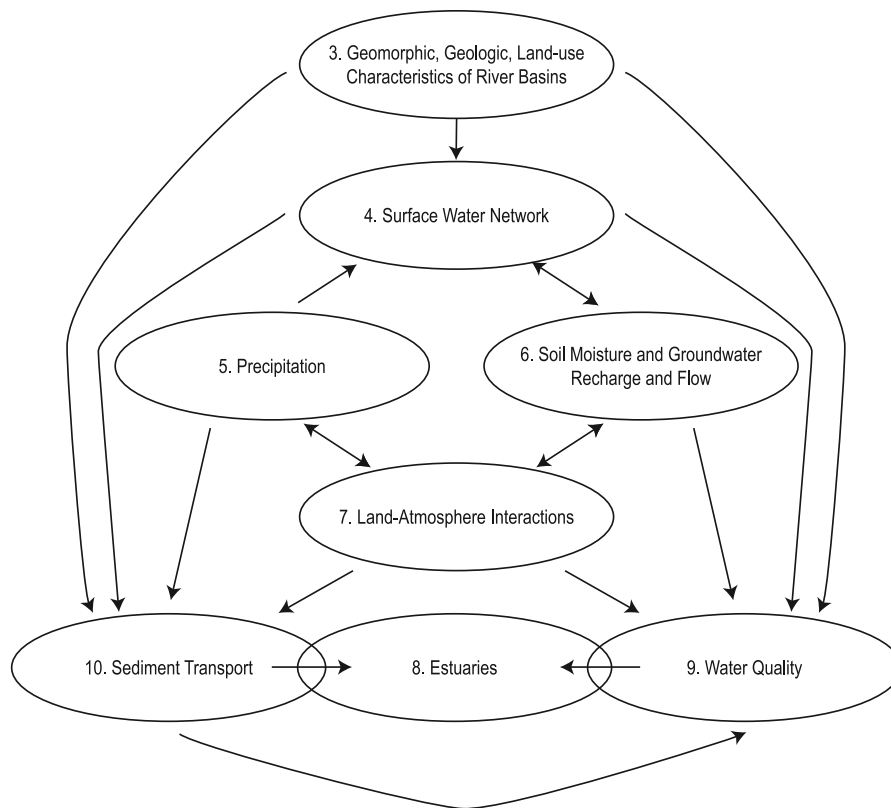 3. Geomorphic, Geologic, Land-use
Characteristics of River Basins
4. Surface Water Network
5. Precipitation
6. Soil Moisture and Groundwater
Recharge and Flow
7. Land-Atmosphere Interactions
10. Sediment Transport
8. Estuaries
9. Water Quality